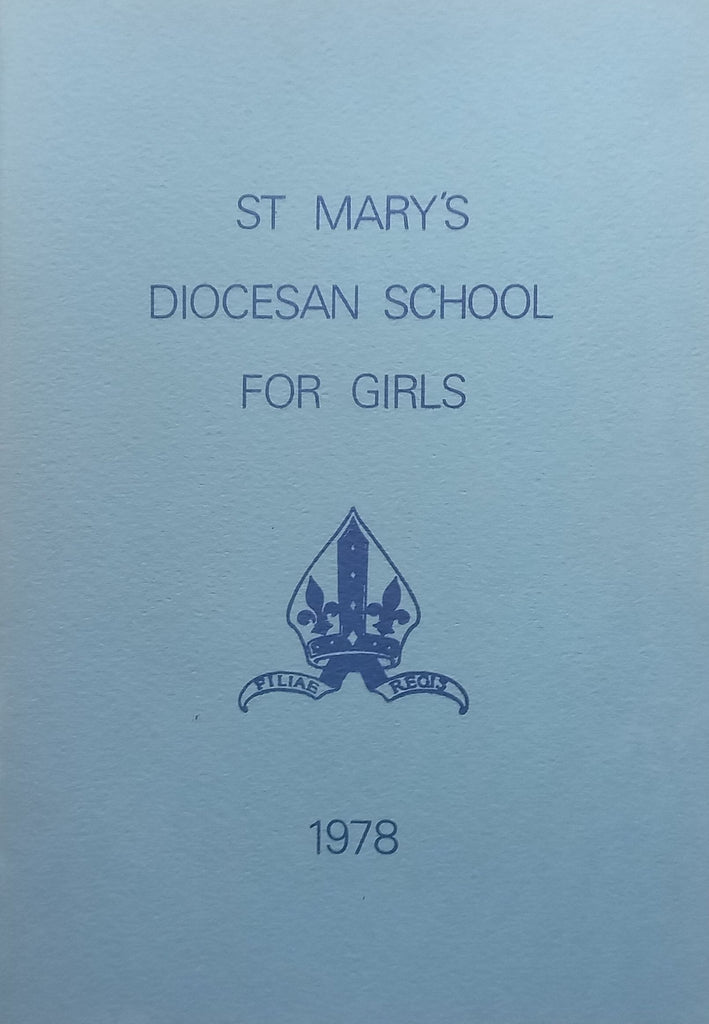 ST MARY'S
DIOCESAN SCHOOL
FOR GIRLS
FILIAE REGIS
1978